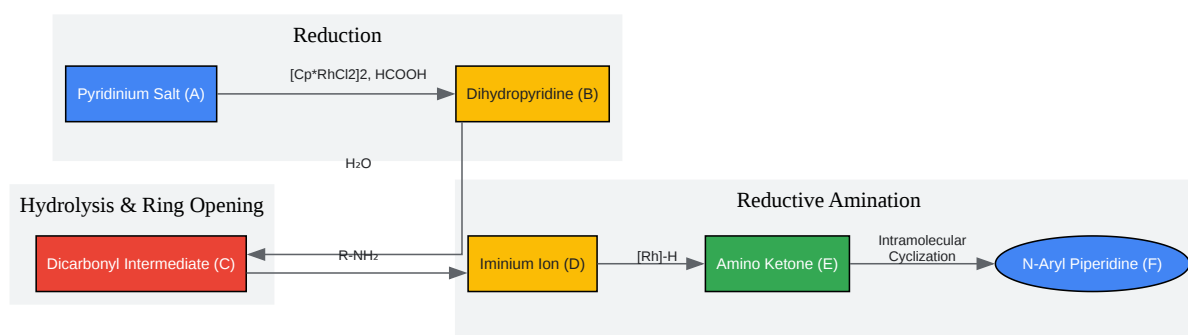 Reduction
[Cp*RhCl2]2, HCOOH
Pyridinium Salt (A)
Dihydropyridine (B)
H₂O
Hydrolysis & Ring Opening
Reductive Amination
R-NH₂
Dicarbonyl Intermediate (C)
Iminium Ion (D)
[Rh]-H
Amino Ketone (E)
Intramolecular
Cyclization
N-Aryl Piperidine (F)